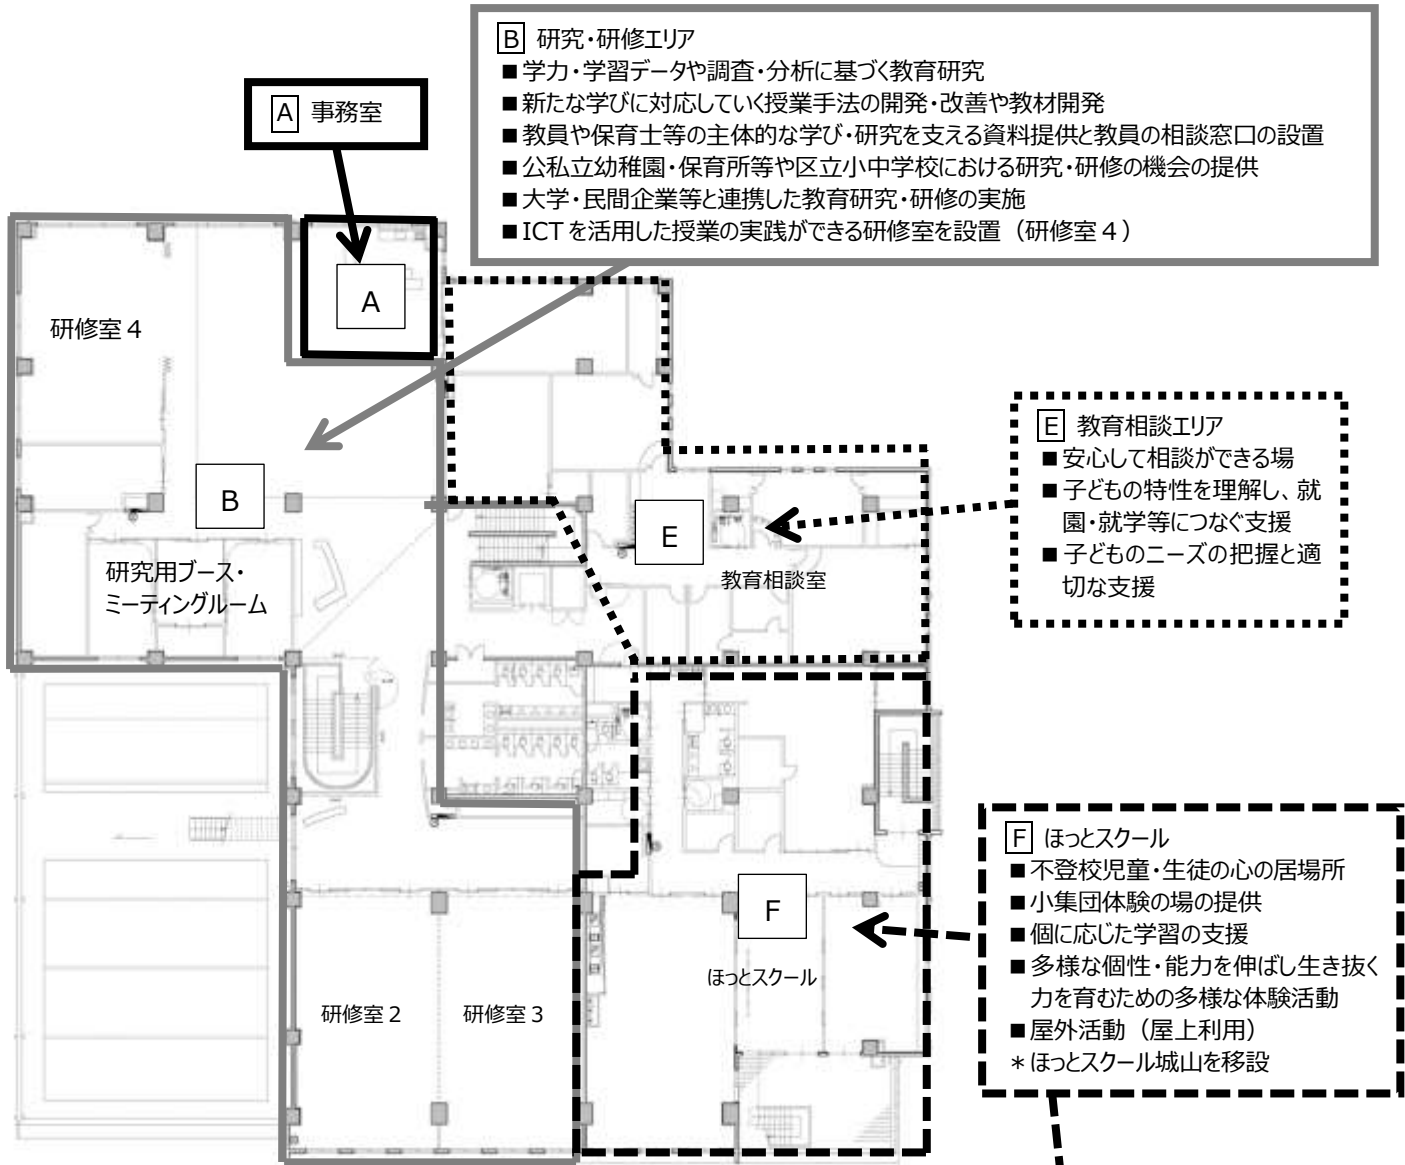 B 研究・研修エリア
■学力・学習データや調査・分析に基づく教育研究
■新たな学びに対応していく授業手法の開発・改善や教材開発
■教員や保育士等の主体的な学び・研究を支える資料提供と教員の相談窓口の設置
■公私立幼稚園・保育所等や区立小中学校における研究・研修の機会の提供
■大学・民間企業等と連携した教育研究・研修の実施
■ICTを活用した授業の実践ができる研修室を設置（研修室４）
A 事務室
A
研修室４
B
研究用ブース・
ミーティングルーム
E
教育相談室
E 教育相談エリア
■安心して相談ができる場
■子どもの特性を理解し、就
園・就学等につなぐ支援
■子どものニーズの把握と適
切な支援
F
ほっとスクール
研修室２
研修室３
F ほっとスクール
■不登校児童・生徒の心の居場所
■小集団体験の場の提供
■個に応じた学習の支援
■多様な個性・能力を伸ばし生き抜く
力を育むための多様な体験活動
■屋外活動（屋上利用）
＊ほっとスクール城山を移設